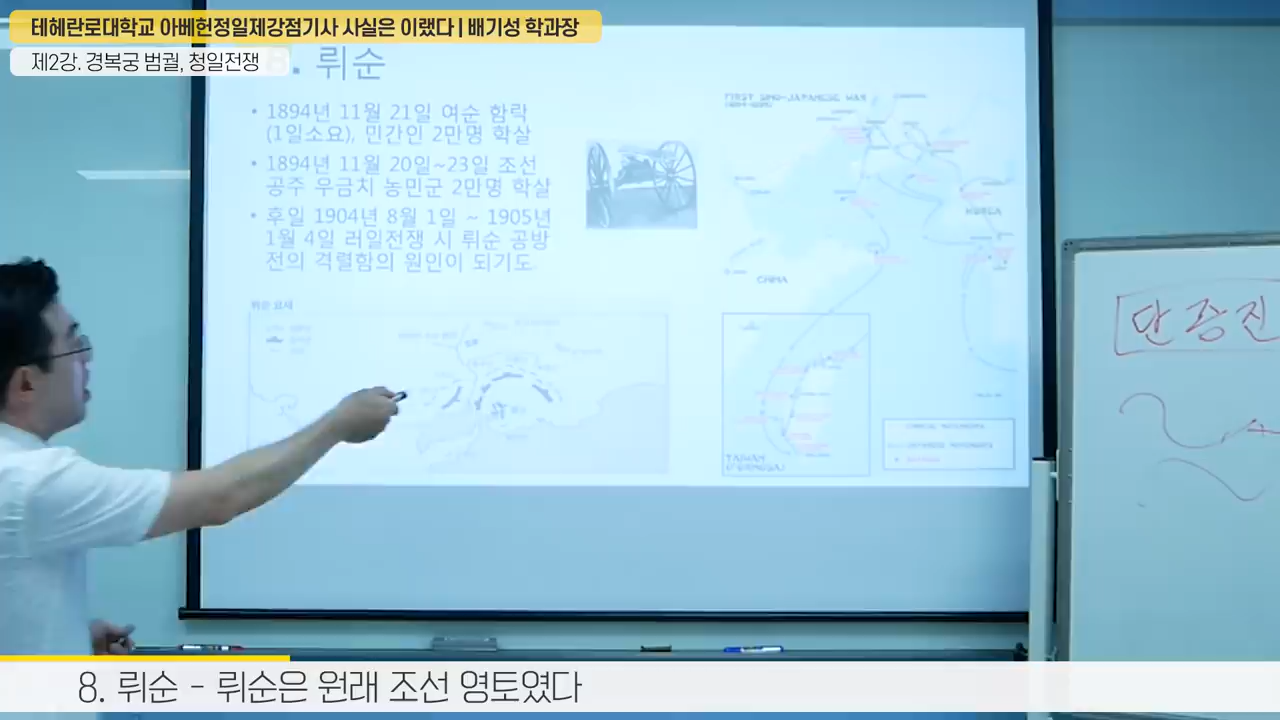 테헤란로대학교 아베헌정일제강점기사 사실은 이랬다 | 배기성 학과장
제2강. 경복궁 범궐, 청일전쟁
. 뤼순
• 1894년 11월 21일 여순 함락
(1일소요), 민간인 2만명 학살
• 1894년 11월 20일~23일 조선
공주 우금치 농민군 2만명 학살
• 후일 1904년 8월 1일 ~ 1905년
1월 4일 러일전쟁 시 뤼순 공방
전의 격렬함의 원인이 되기도.
FIRST SINO-JAPANESE WAR
KOREA
CHINA
뤼순 요새
TAIWAN
(FORMOSA)
단증진
8. 뤼순 - 뤼순은 원래 조선 영토였다